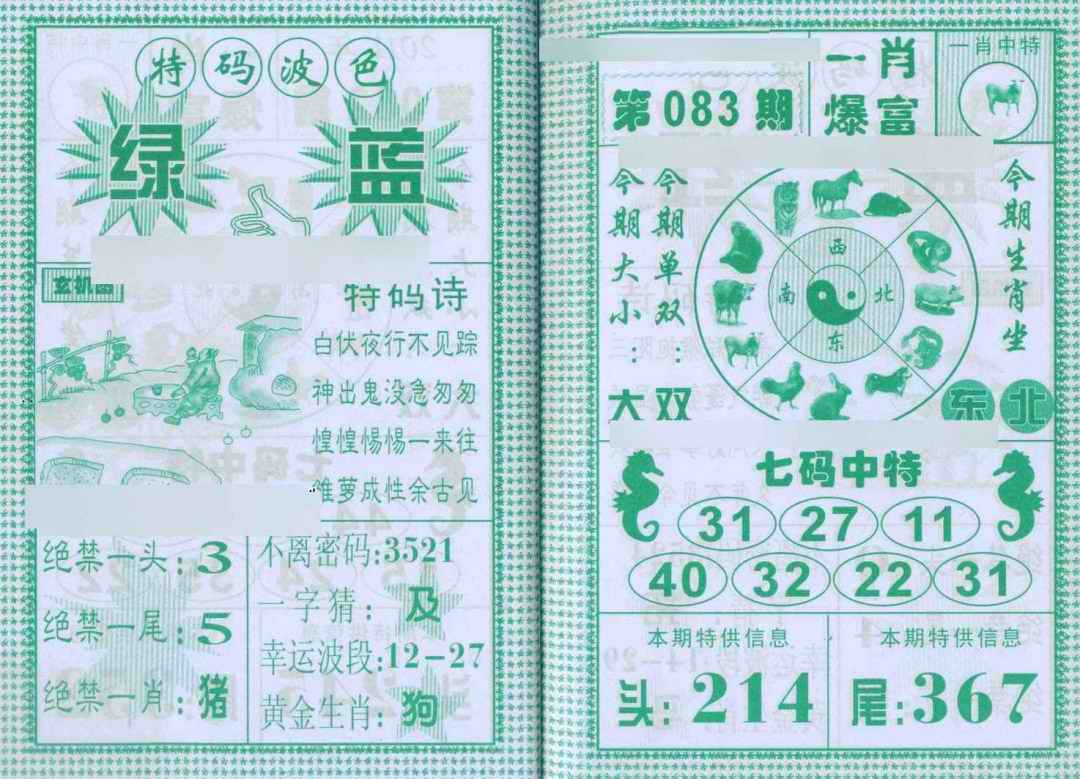 特码波色
绿 蓝
玄机图
特码诗
白伏夜行不见踪
神出鬼没急匆匆
惶惶惕惕一来往
雏萝成性余古见
绝禁一头:3
绝禁一尾:5
绝禁一肖:猪
不离密码:3521
一字猜:及
幸运波段:12-27
黄金生肖:狗
第083期
一肖
爆富
一肖中特
今期大小:大
今期单双:双
西
南 北
东
今期生肖坐
东北
七码中特
31 27 11
40 32 22 31
本期特供信息
头:214
本期特供信息
尾:367